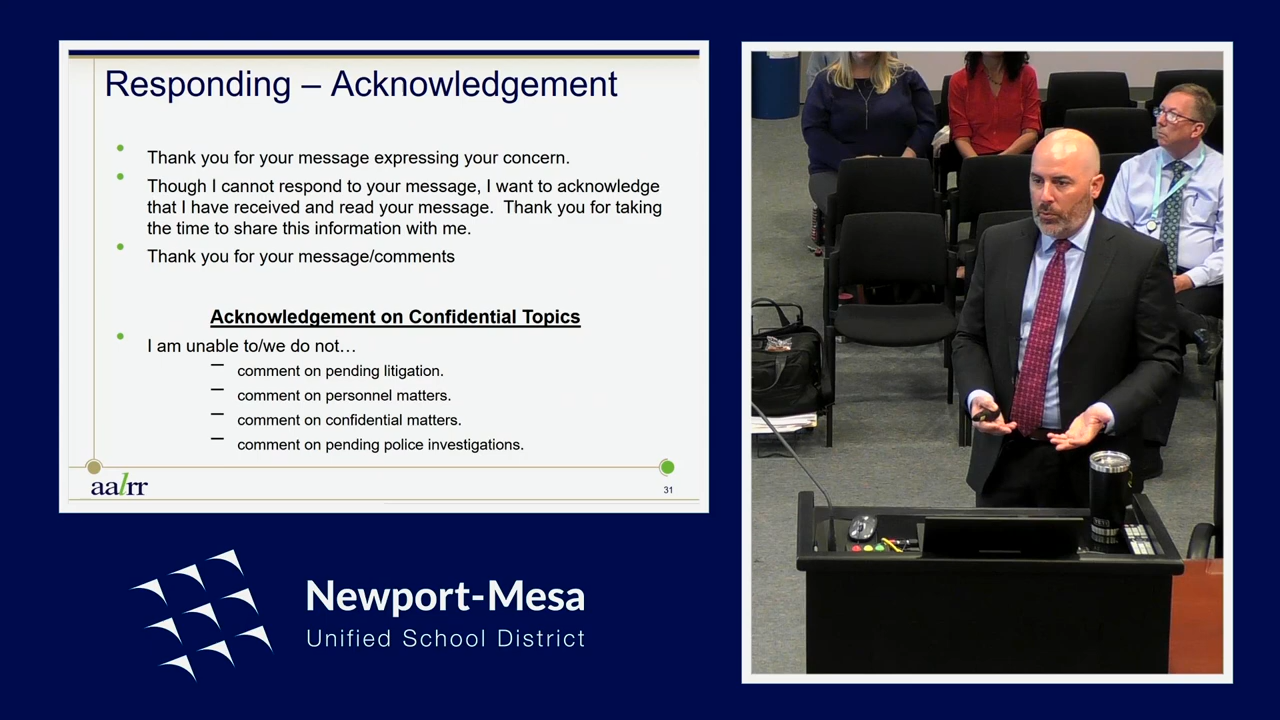 Responding – Acknowledgement
Thank you for your message expressing your concern.
Though I cannot respond to your message, I want to acknowledge
that I have received and read your message.  Thank you for taking
the time to share this information with me.
Thank you for your message/comments
Acknowledgement on Confidential Topics
I am unable to/we do not…
comment on pending litigation.
comment on personnel matters.
comment on confidential matters.
comment on pending police investigations.
aalrr
31
Newport-Mesa
Unified School District
YETI